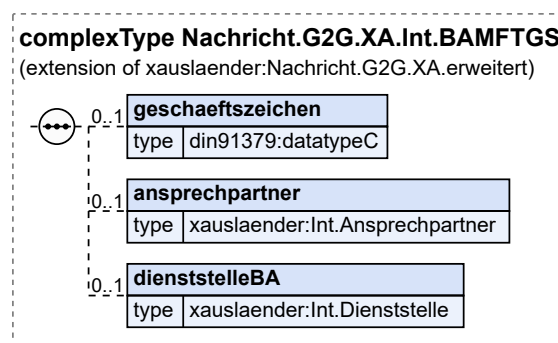 complexType Nachricht.G2G.XA.Int.BAMFTGS
(extension of xauslaender:Nachricht.G2G.XA.erweitert)
0..1 geschaeftszeichen
type din91379:datatypeC
0..1 ansprechpartner
type xauslaender:Int.Ansprechpartner
0..1 dienststelleBA
type xauslaender:Int.Dienststelle